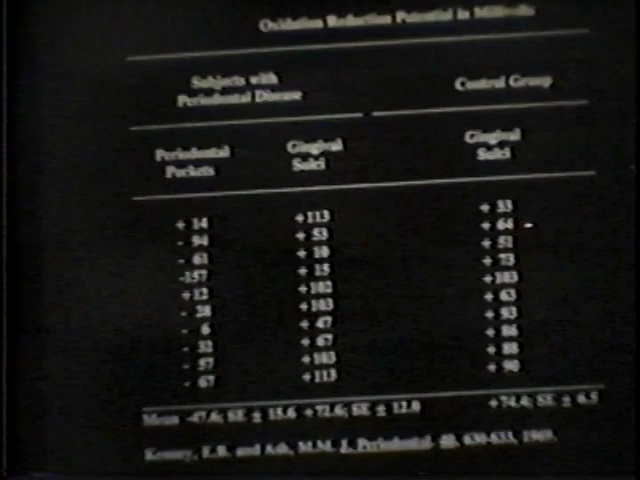 Oxidation Reduction Potential in Millivolts
Subjects with Control Group
Periodontal Disease
Periodontal Gingival Gingival
Pockets Sulci Sulci
+ 14 +113 + 33
- 94 + 53 + 64
- 61 + 10 + 51
-157 + 15 + 73
+12 +102 +103
- 28 +103 + 63
- 6 + 47 + 93
- 32 + 67 + 86
- 57 +103 + 88
- 67 +113 + 90
Mean -47.6; SE ± 15.6 +72.6; SE ± 12.0 +74.4; SE ± 6.5
Kenney, E.B. and Ash, M.M. J. Periodontol. 40, 630-633, 1969.